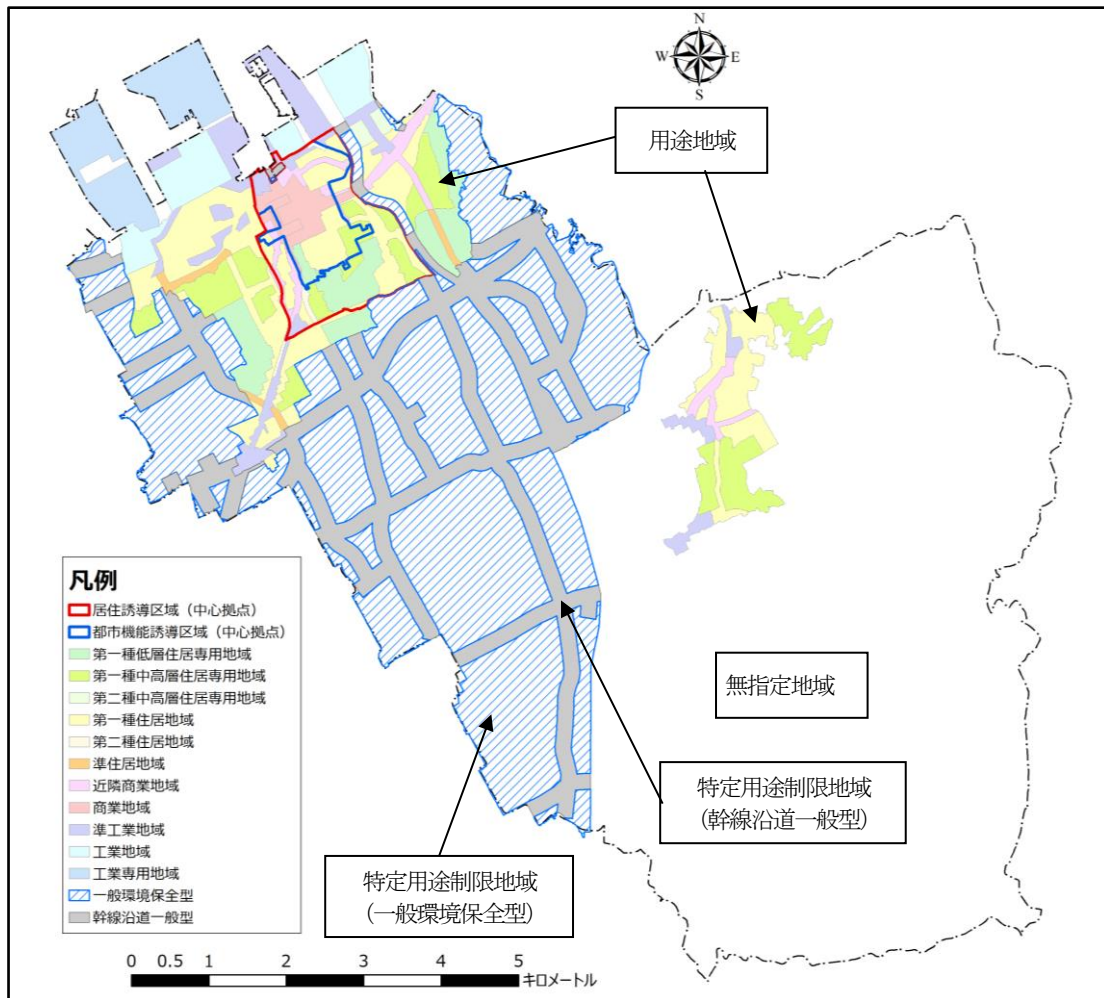 N
W
E
S
用途地域
無指定地域
特定用途制限地域
(幹線沿道一般型)
特定用途制限地域
(一般環境保全型)
凡例
居住誘導区域（中心拠点）
都市機能誘導区域（中心拠点）
第一種低層住居専用地域
第一種中高層住居専用地域
第二種中高層住居専用地域
第一種住居地域
第二種住居地域
準住居地域
近隣商業地域
商業地域
準工業地域
工業地域
工業専用地域
一般環境保全型
幹線沿道一般型
0 0.5 1 2 3 4 5
キロメートル